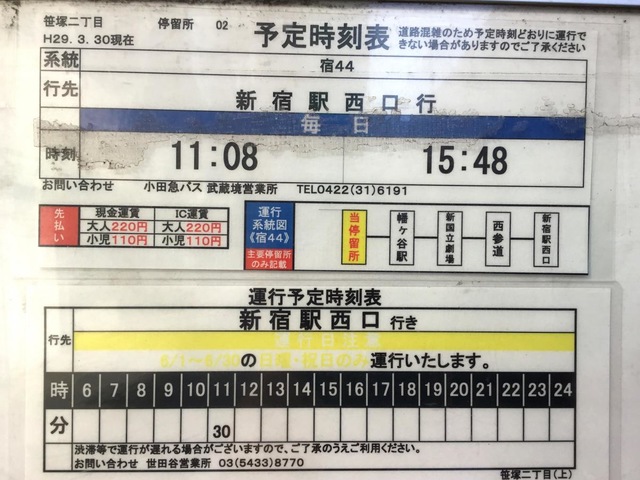 笹塚二丁目 停留所 02
H29. 3. 30現在
予定時刻表
道路混雑のため予定時刻どおりに運行で
きない場合がありますのでご了承ください
系統 宿44
行先 新宿駅西口行
毎日
時刻 11:08 15:48
お問い合わせ 小田急バス 武蔵境営業所 TEL0422(31)6191
先払い
現金運賃 IC運賃
大人220円 大人220円
小児110円 小児110円
運行
系統図
《宿44》
主要停留所
のみ記載
当停留所
幡ヶ谷駅
新国立劇場
西参道
新宿駅西口
運行予定時刻表
行先 新宿駅西口 行き
運行日注意
6/1～6/30の日曜・祝日のみ運行いたします。
時 6 7 8 9 10 11 12 13 14 15 16 17 18 19 20 21 22 23 24
分 30
渋滞等で運行が遅れる場合がございますので、ご了承のうえご利用ください。
お問い合わせ 世田谷営業所 03(5433)8770
笹塚二丁目(上)